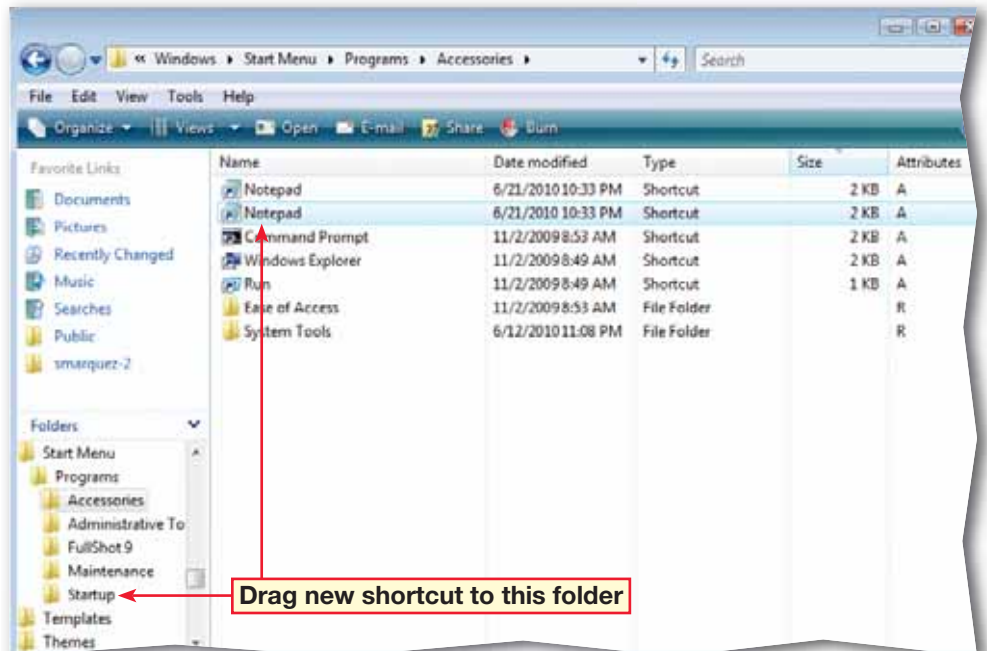 « Windows ▸ Start Menu ▸ Programs ▸ Accessories ▸ Search
File Edit View Tools Help
Organize Views Open E-mail Share Burn
Favorite Links
Documents
Pictures
Recently Changed
Music
Searches
Public
smarquez-2
Name Date modified Type Size Attributes
Notepad 6/21/2010 10:33 PM Shortcut 2 KB A
Notepad 6/21/2010 10:33 PM Shortcut 2 KB A
Command Prompt 11/2/2009 8:53 AM Shortcut 2 KB A
Windows Explorer 11/2/2009 8:49 AM Shortcut 2 KB A
Run 11/2/2009 8:49 AM Shortcut 1 KB A
Ease of Access 11/2/2009 8:53 AM File Folder R
System Tools 6/12/2010 11:08 PM File Folder R
Folders
Start Menu
Programs
Accessories
Administrative To
FullShot 9
Maintenance
Startup
Templates
Themes
Drag new shortcut to this folder